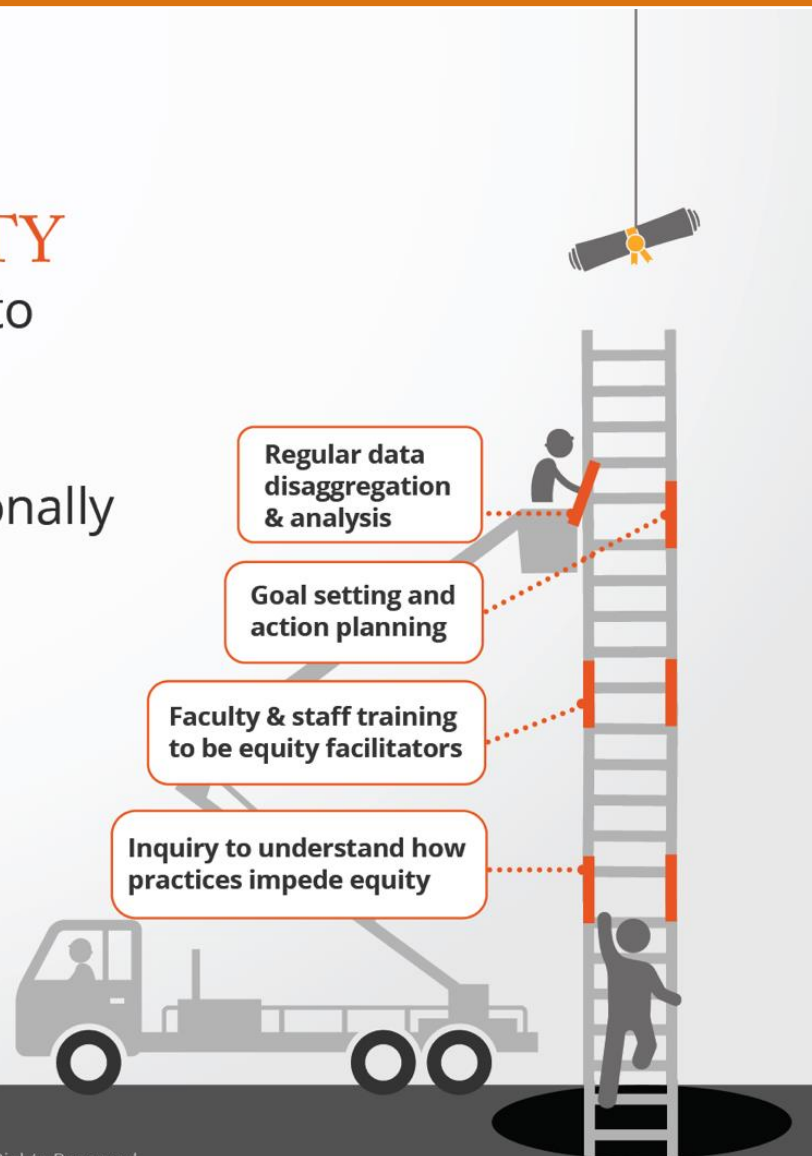 TY
to
onally
Regular data
disaggregation
& analysis
Goal setting and
action planning
Faculty & staff training
to be equity facilitators
Inquiry to understand how
practices impede equity